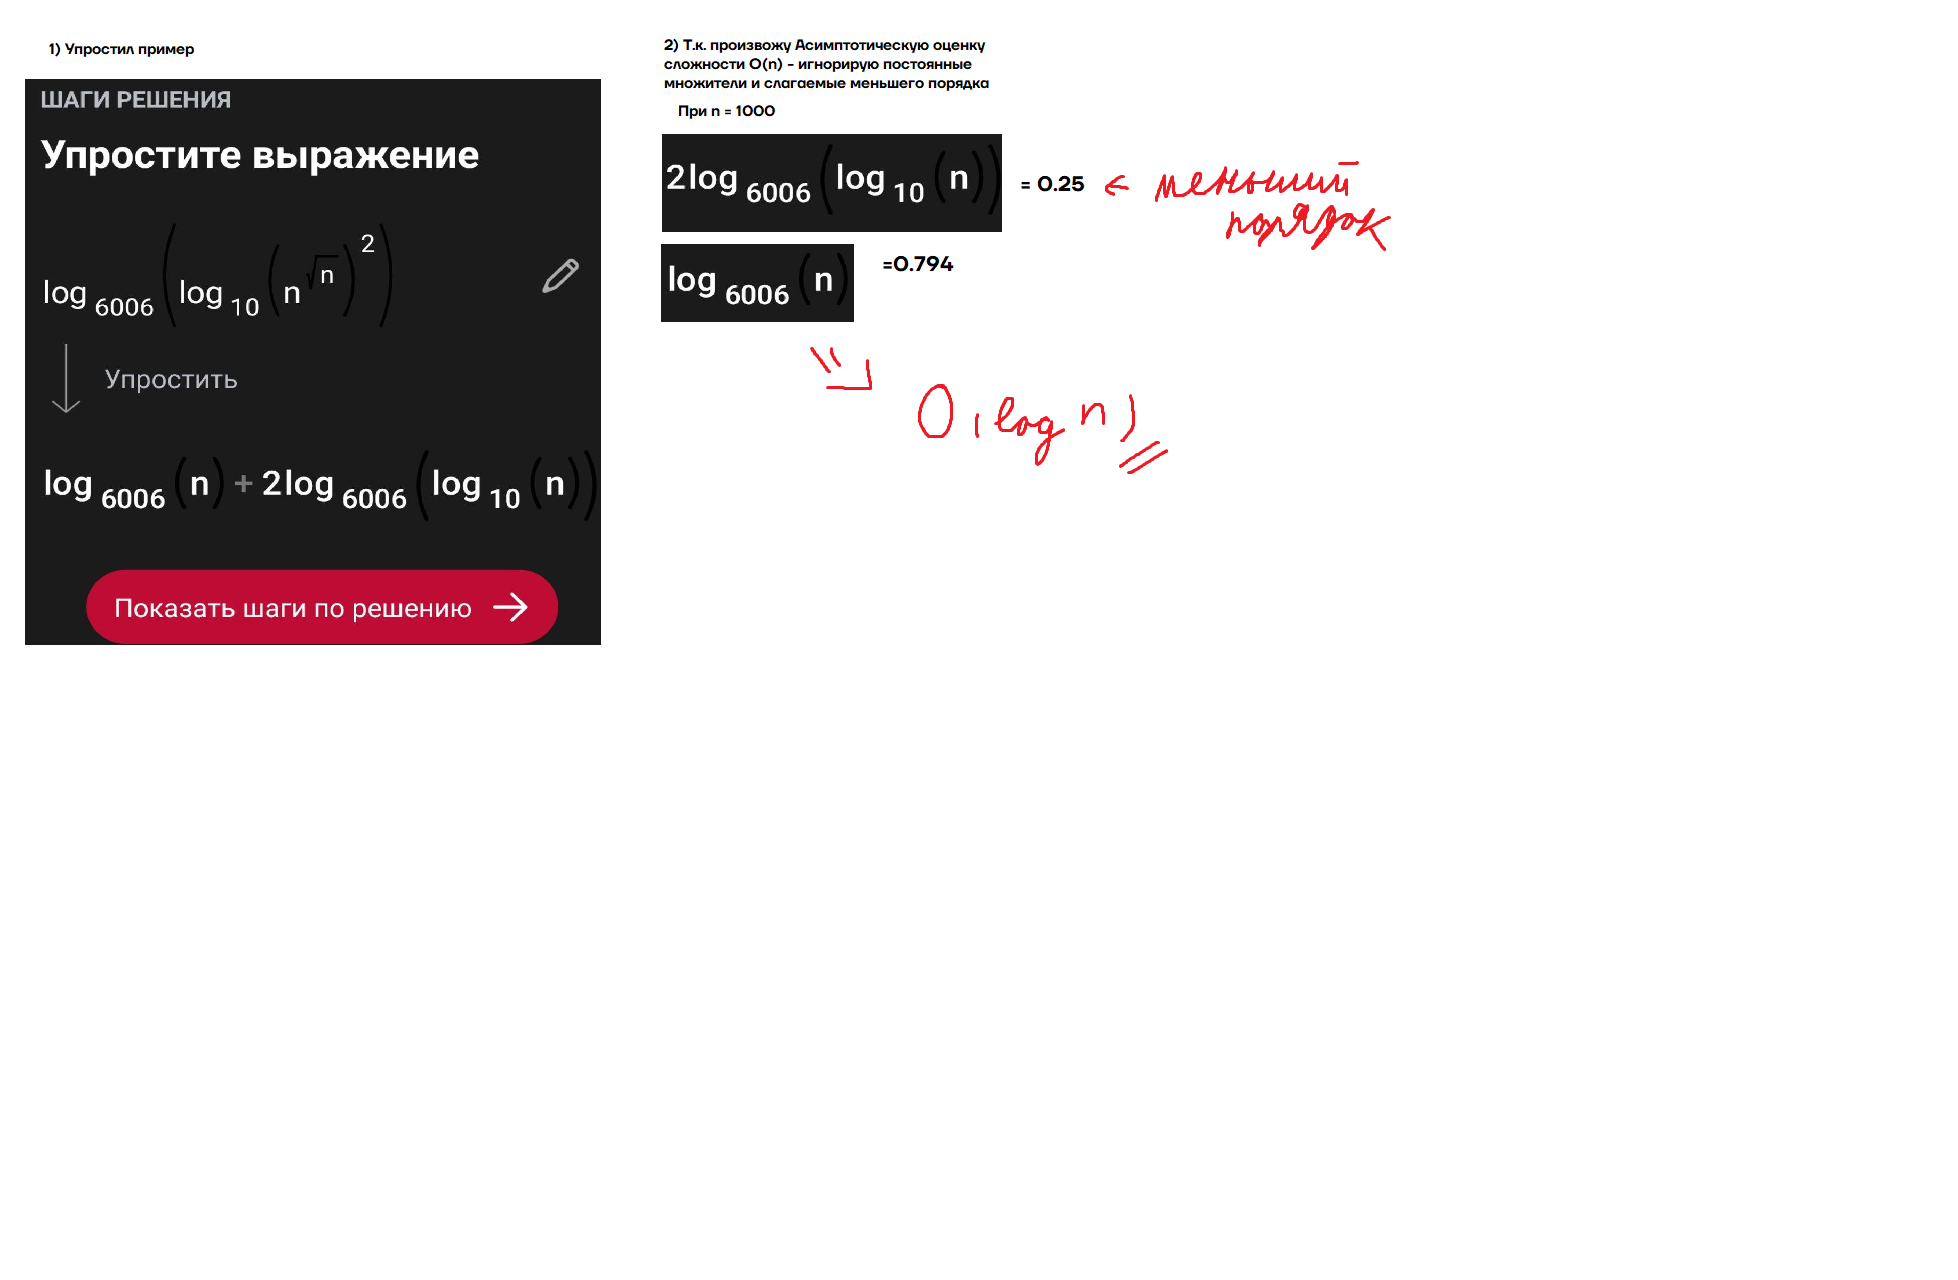 1) Упростил пример
ШАГИ РЕШЕНИЯ
Упростите выражение
log 6006 (log 10 (n √n) 2)
Упростить
log 6006 (n) + 2log 6006 (log 10 (n))
Показать шаги по решению
2) Т.к. произвожу Асимптотическую оценку
сложности O(n) - игнорирую постоянные
множители и слагаемые меньшего порядка
При n = 1000
2log 6006 (log 10 (n)) = 0.25 ← меньший
порядок
log 6006 (n) =0.794
O(log n)